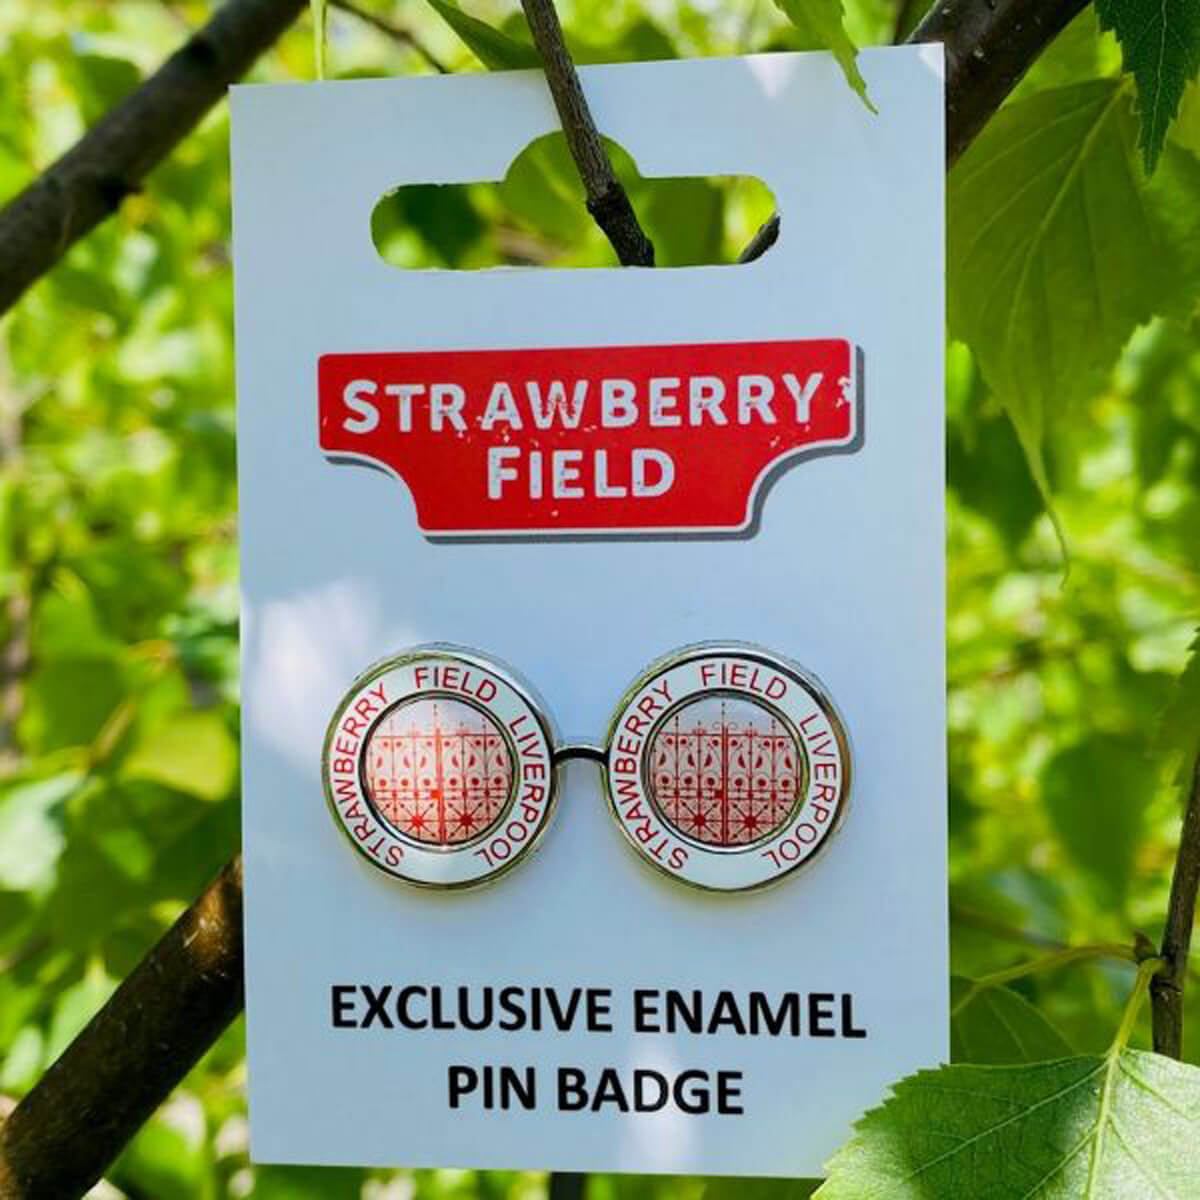 STRAWBERRY
FIELD
STRAWBERRY FIELD LIVERPOOL
STRAWBERRY FIELD LIVERPOOL
EXCLUSIVE ENAMEL
PIN BADGE